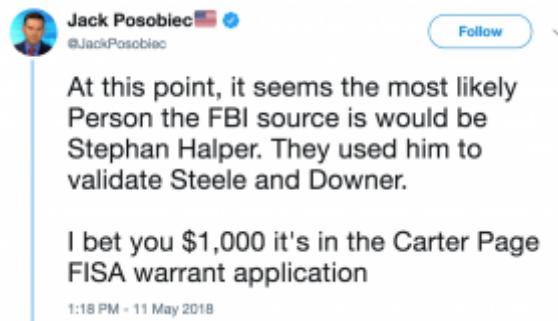 Jack Posobiec
@JackPosobiec
Follow
At this point, it seems the most likely
Person the FBI source is would be
Stephan Halper. They used him to
validate Steele and Downer.
I bet you $1,000 it's in the Carter Page
FISA warrant application
1:18 PM - 11 May 2018